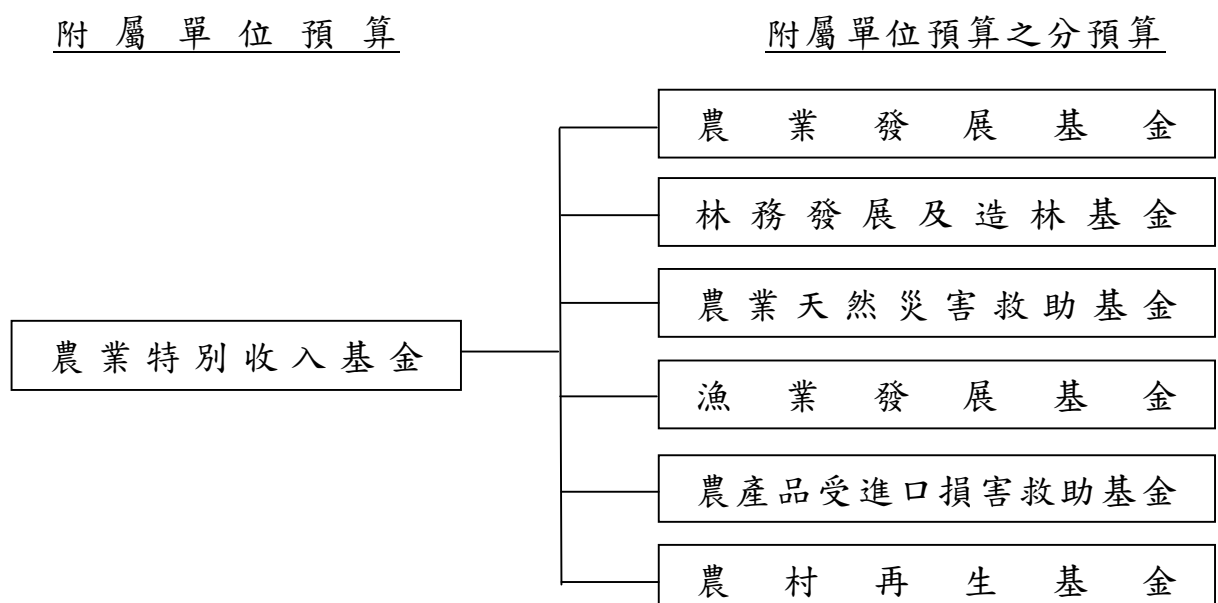 附屬單位預算
附屬單位預算之分預算
農業特別收入基金
農業發展基金
林務發展及造林基金
農業天然災害救助基金
漁業發展基金
農產品受進口損害救助基金
農村再生基金